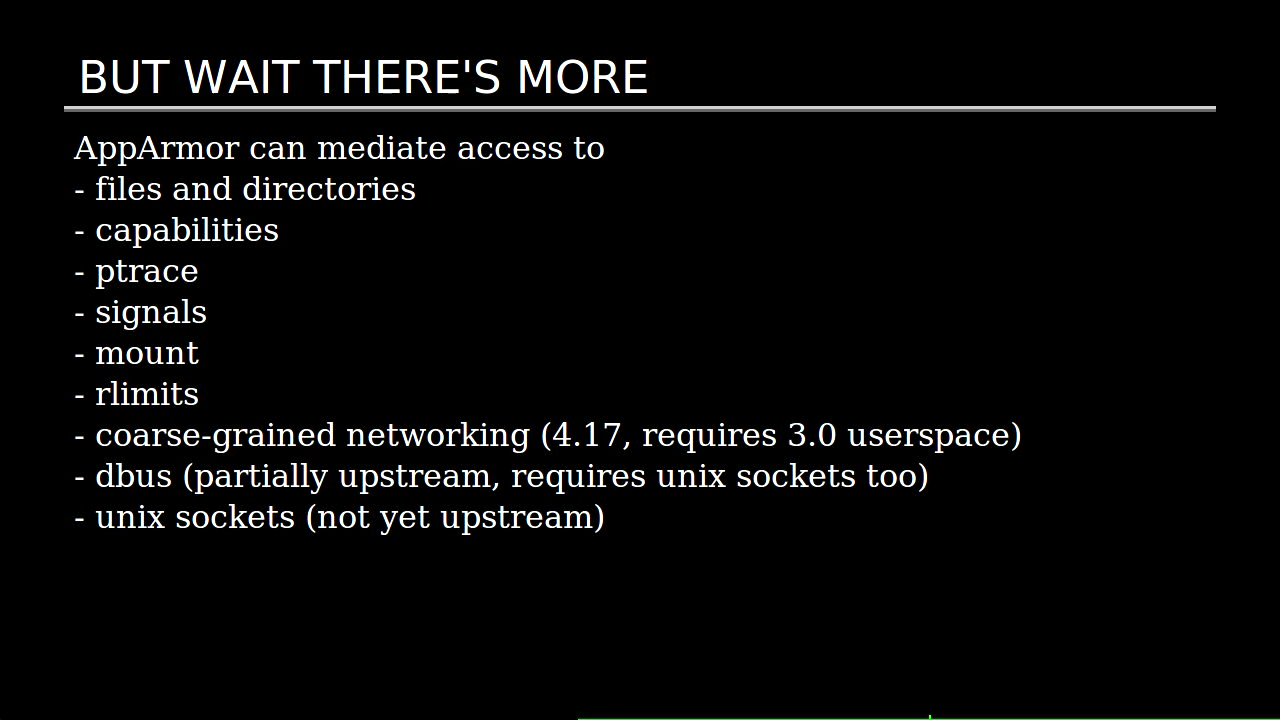 BUT WAIT THERE'S MORE
AppArmor can mediate access to
- files and directories
- capabilities
- ptrace
- signals
- mount
- rlimits
- coarse-grained networking (4.17, requires 3.0 userspace)
- dbus (partially upstream, requires unix sockets too)
- unix sockets (not yet upstream)